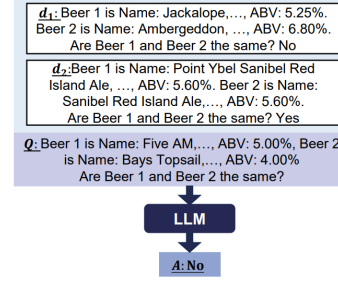 d₁: Beer 1 is Name: Jackalope,..., ABV: 5.25%.
Beer 2 is Name: Ambergeddon, ..., ABV: 6.80%.
Are Beer 1 and Beer 2 the same? No
d₂:Beer 1 is Name: Point Ybel Sanibel Red
Island Ale, ..., ABV: 5.60%. Beer 2 is Name:
Sanibel Red Island Ale,..., ABV: 5.60%.
Are Beer 1 and Beer 2 the same? Yes
Q: Beer 1 is Name: Five AM,..., ABV: 5.00%, Beer 2
is Name: Bays Topsail,..., ABV: 4.00%
Are Beer 1 and Beer 2 the same?
LLM
A: No